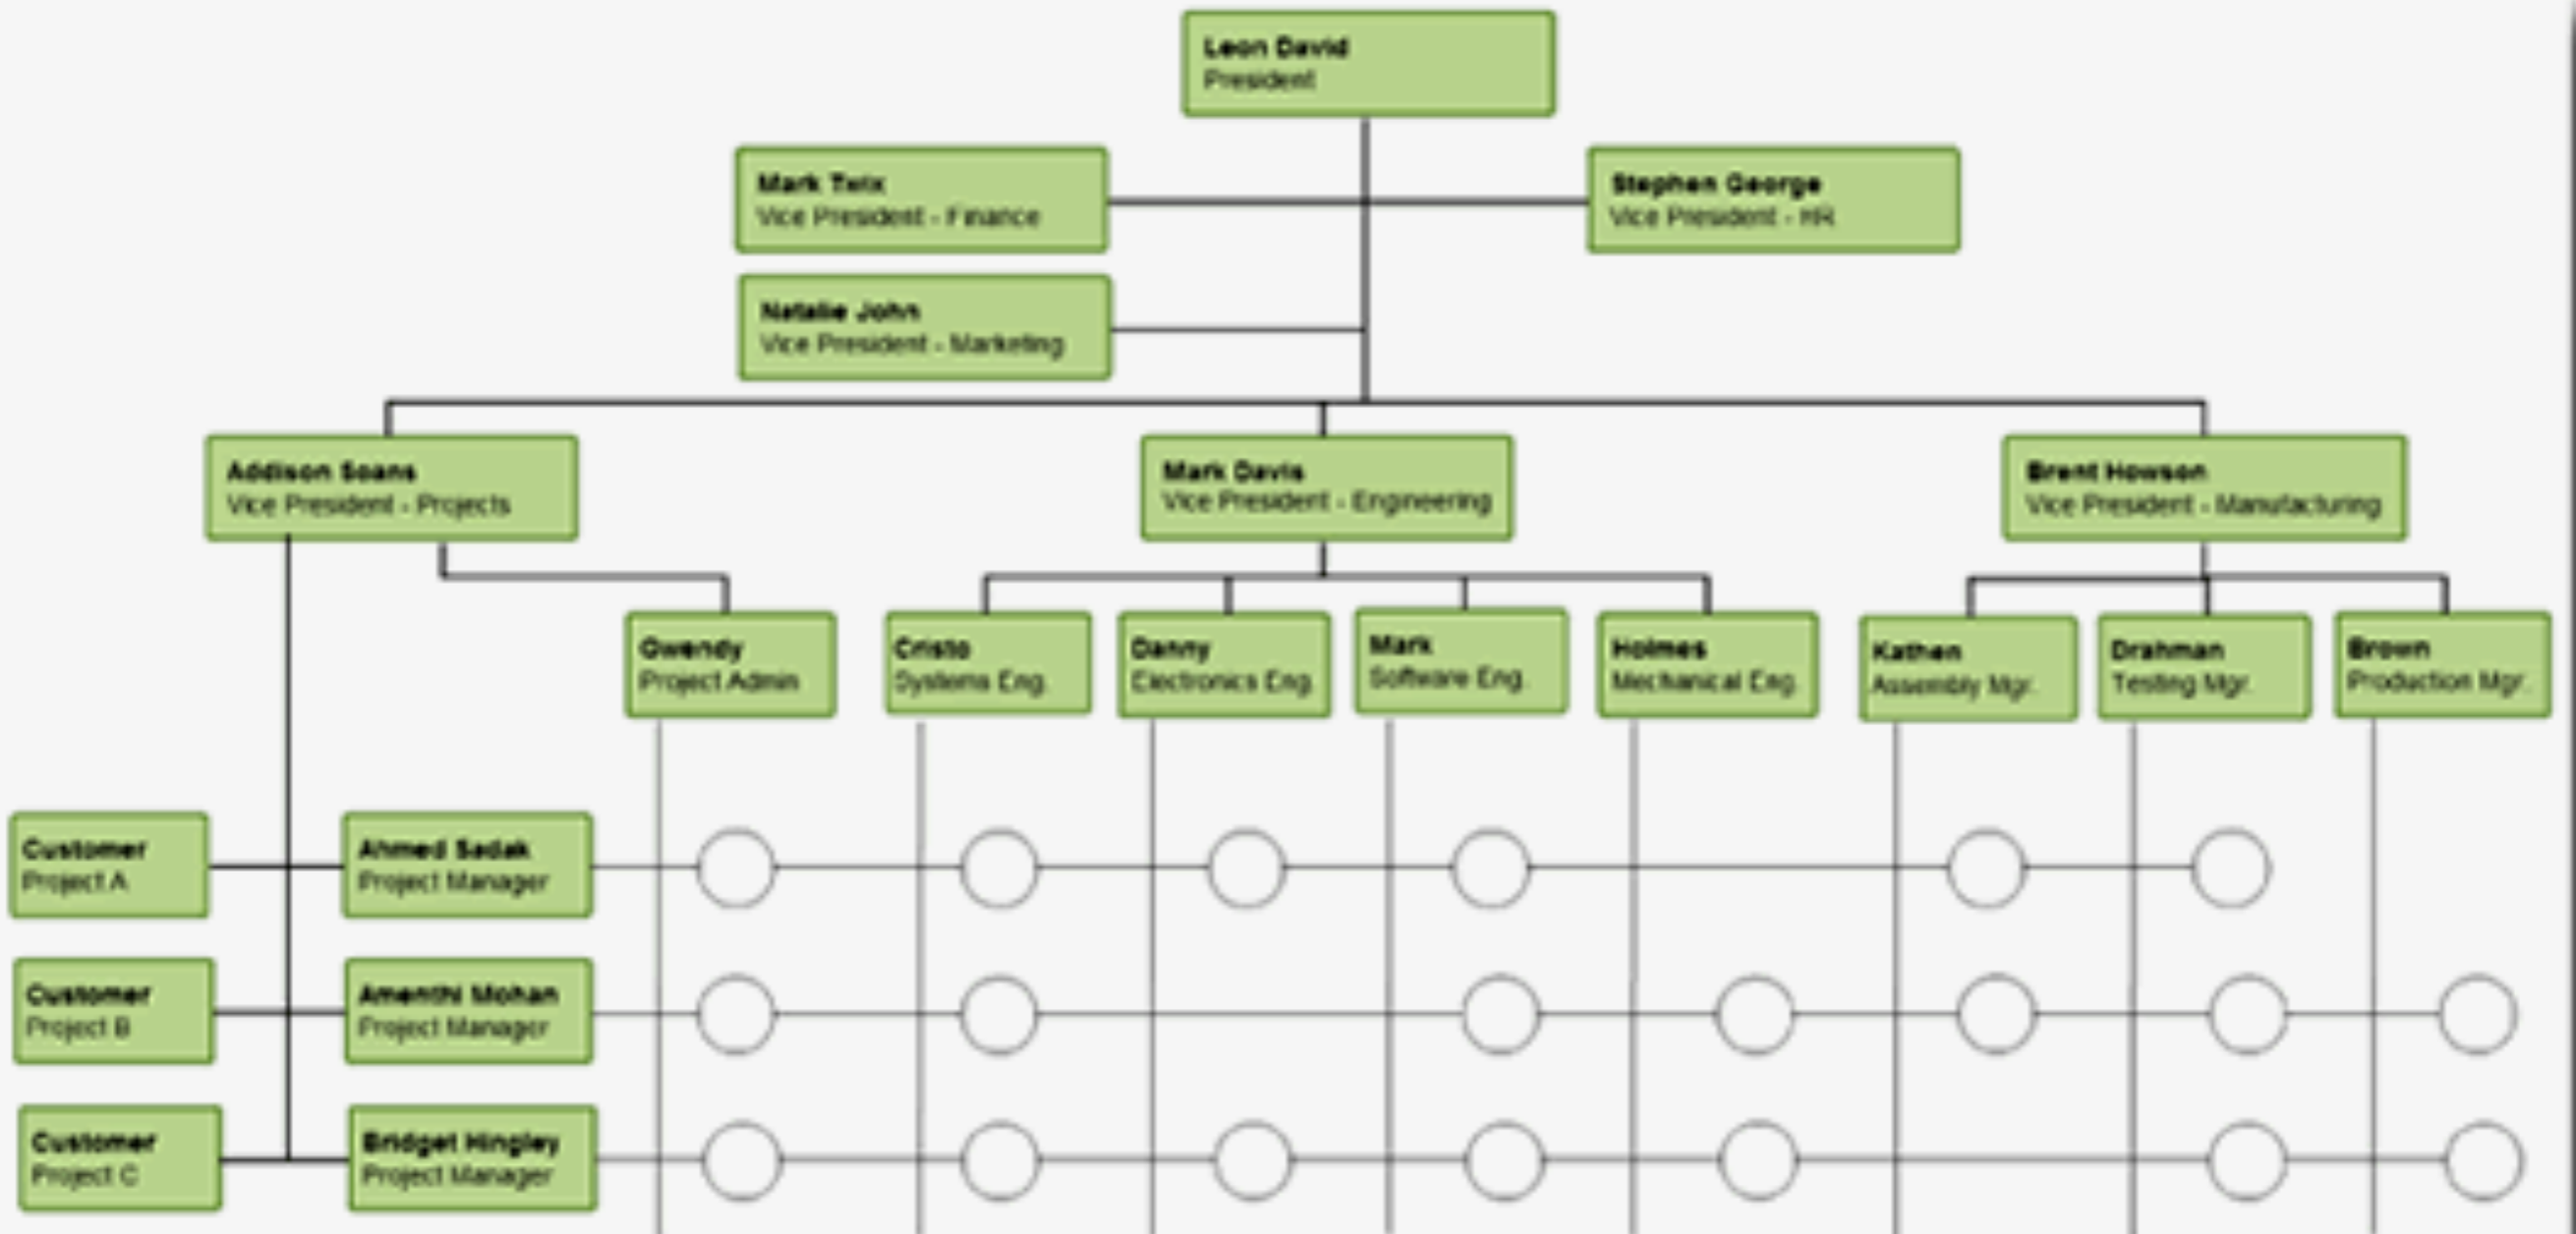 Leon David
President
Mark Twix
Vice President - Finance
Stephen George
Vice President - HR
Natalie John
Vice President - Marketing
Addison Soans
Vice President - Projects
Mark Davis
Vice President - Engineering
Brent Howson
Vice President - Manufacturing
Gwendy
Project Admin
Cristo
Systems Eng.
Danny
Electronics Eng.
Mark
Software Eng.
Holmes
Mechanical Eng.
Kathen
Assembly Mgr.
Drahman
Testing Mgr.
Brown
Production Mgr.
Customer
Project A
Ahmed Sadak
Project Manager
Customer
Project B
Amenthi Mohan
Project Manager
Customer
Project C
Bridget Hingley
Project Manager